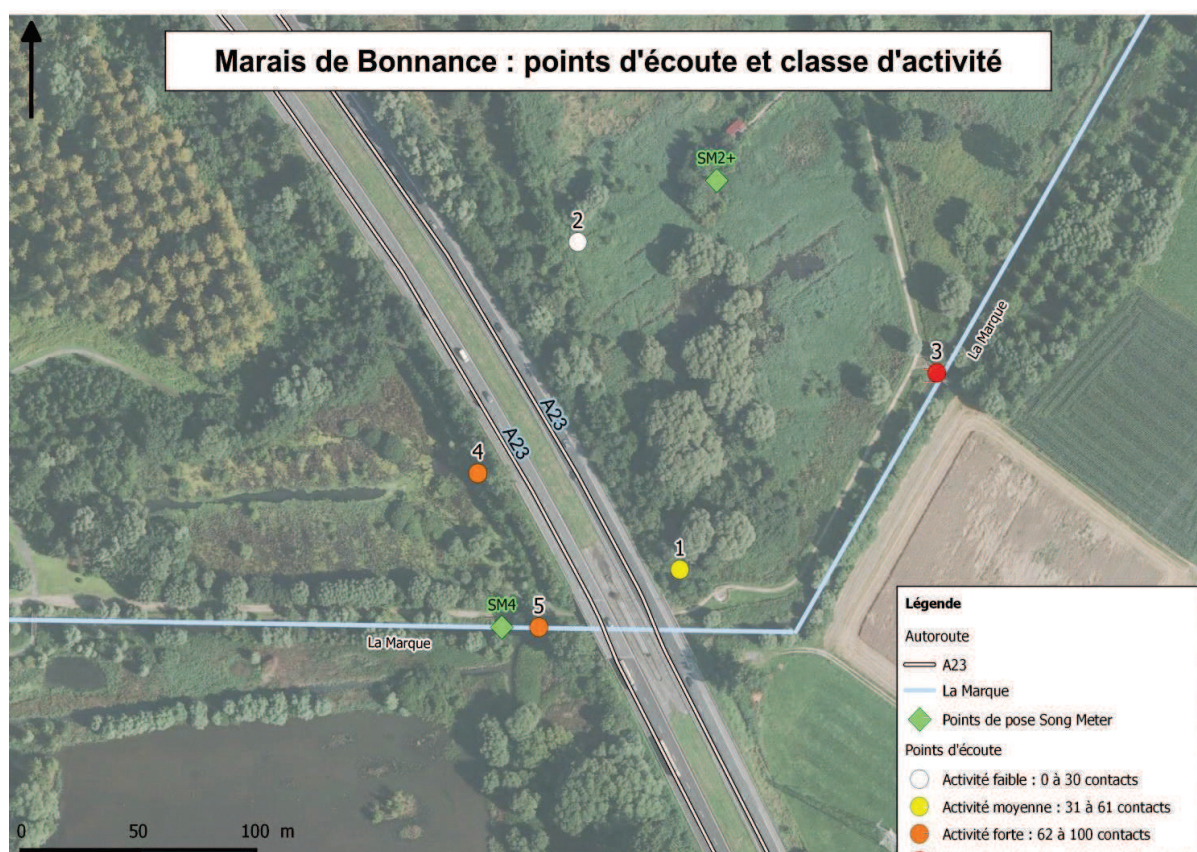 Marais de Bonnance : points d'écoute et classe d'activité
SM2+
2
La Marque
3
A23
A23
4
1
SM4
5
La Marque
0 50 100 m
Légende
Autoroute
A23
La Marque
Points de pose Song Meter
Points d'écoute
Activité faible : 0 à 30 contacts
Activité moyenne : 31 à 61 contacts
Activité forte : 62 à 100 contacts